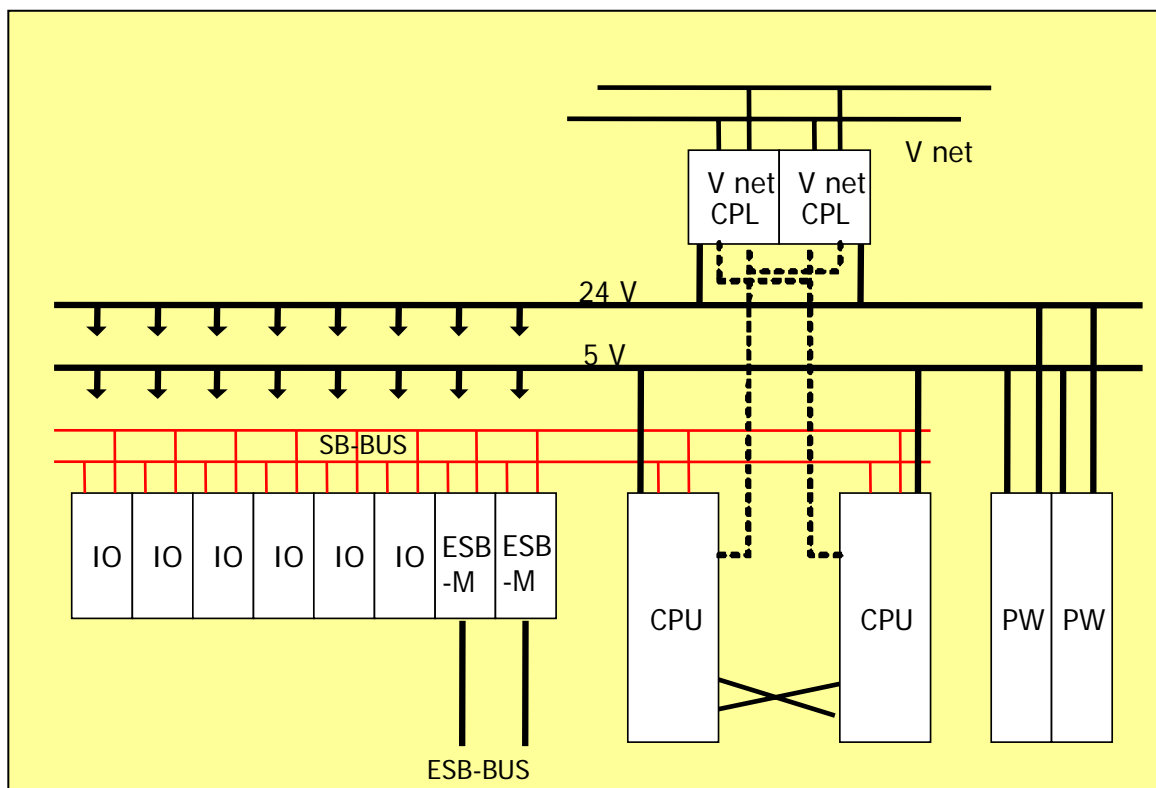 V net
V net
CPL
V net
CPL
24 V
5 V
SB-BUS
IO
IO
IO
IO
IO
IO
ESB
-M
ESB
-M
CPU
CPU
PW
PW
ESB-BUS